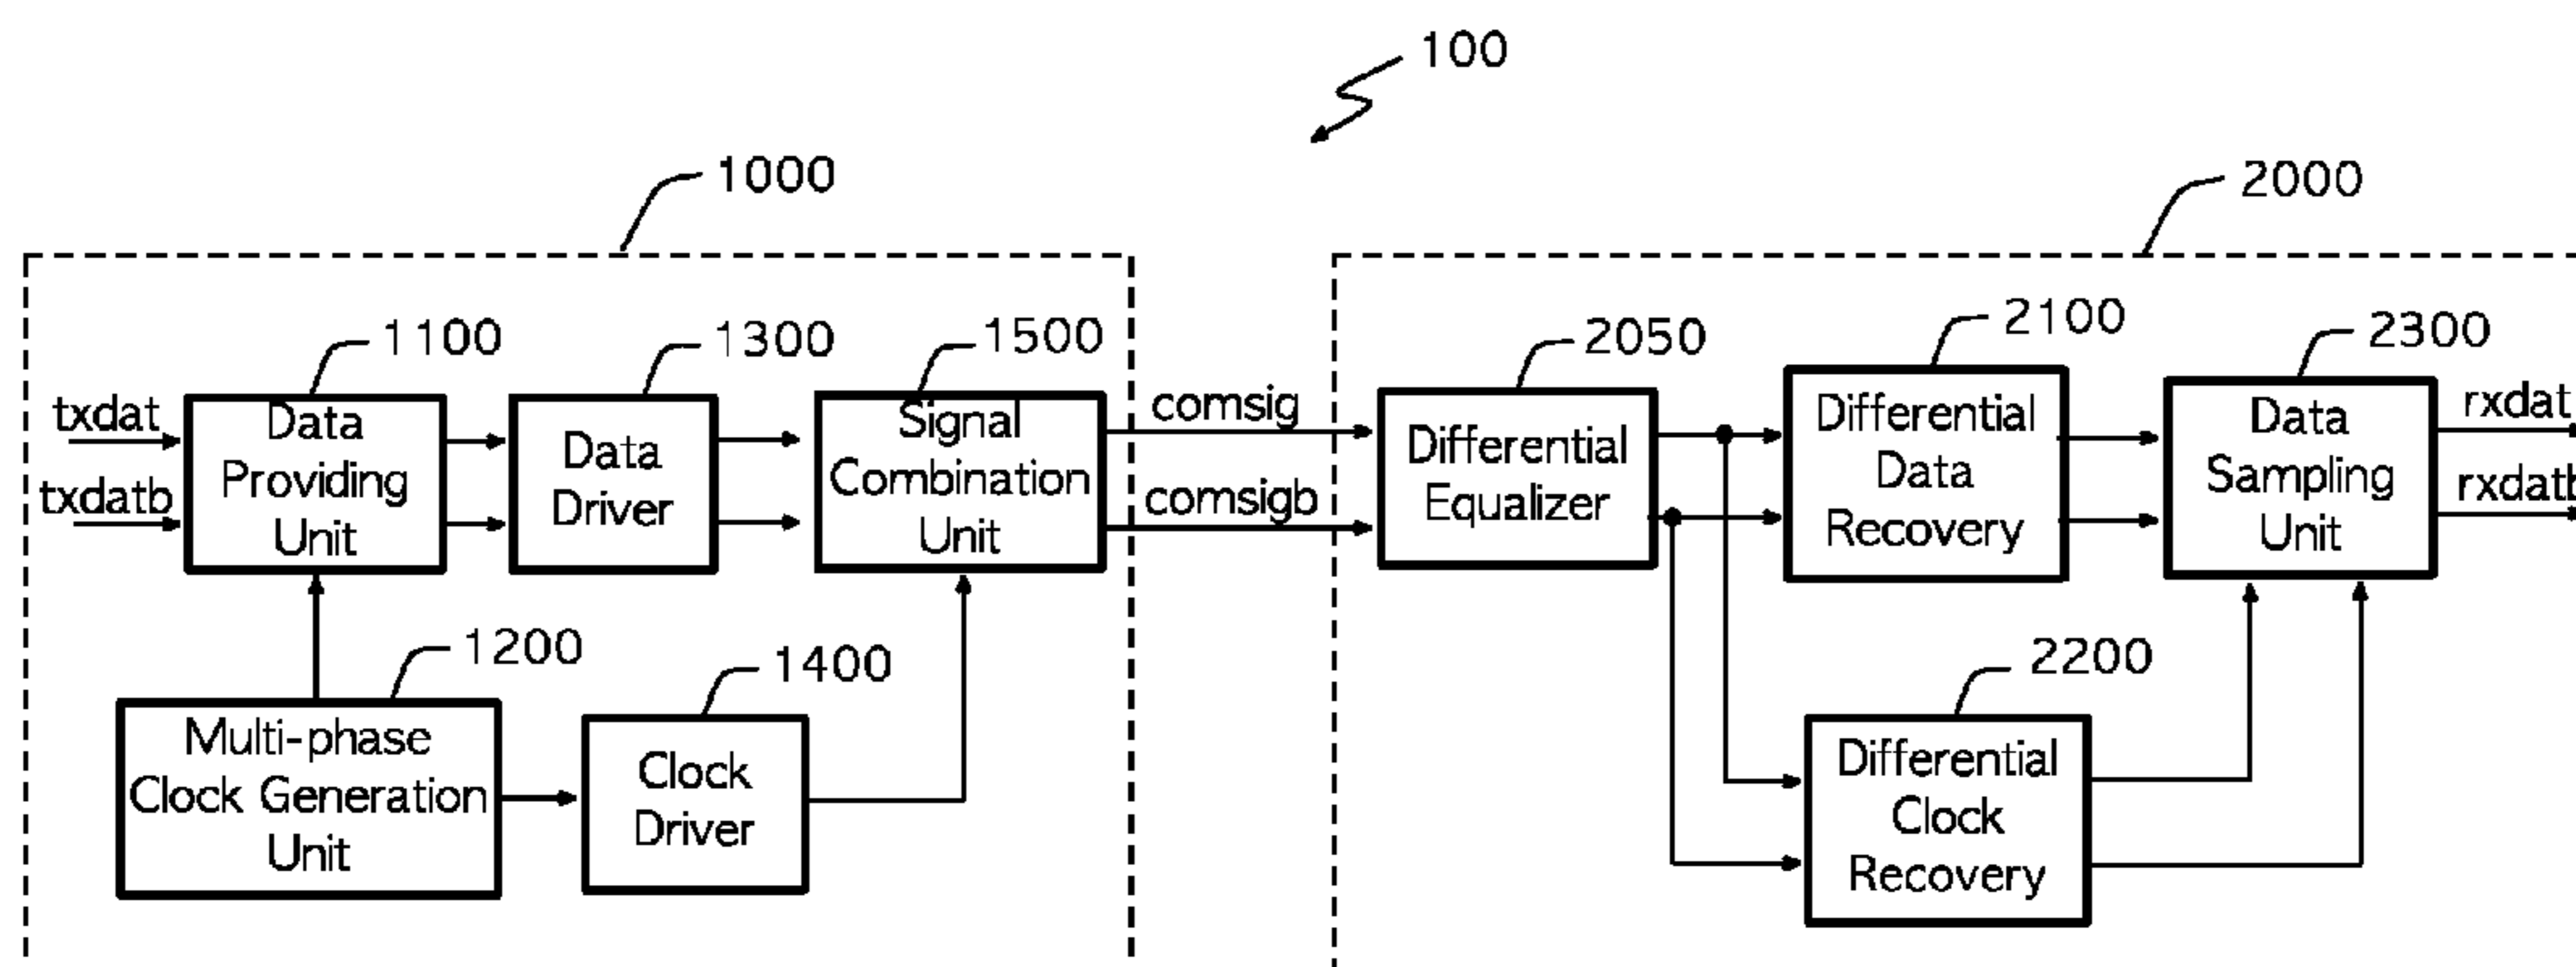 100
1000
2000
1100
1300
1500
2050
2100
2300
txdat
txdatb
Data
Providing
Unit
Data
Driver
Signal
Combination
Unit
comsig
comsigb
Differential
Equalizer
Differential
Data
Recovery
Data
Sampling
Unit
rxdat
rxdatb
1200
1400
2200
Multi-phase
Clock Generation
Unit
Clock
Driver
Differential
Clock
Recovery